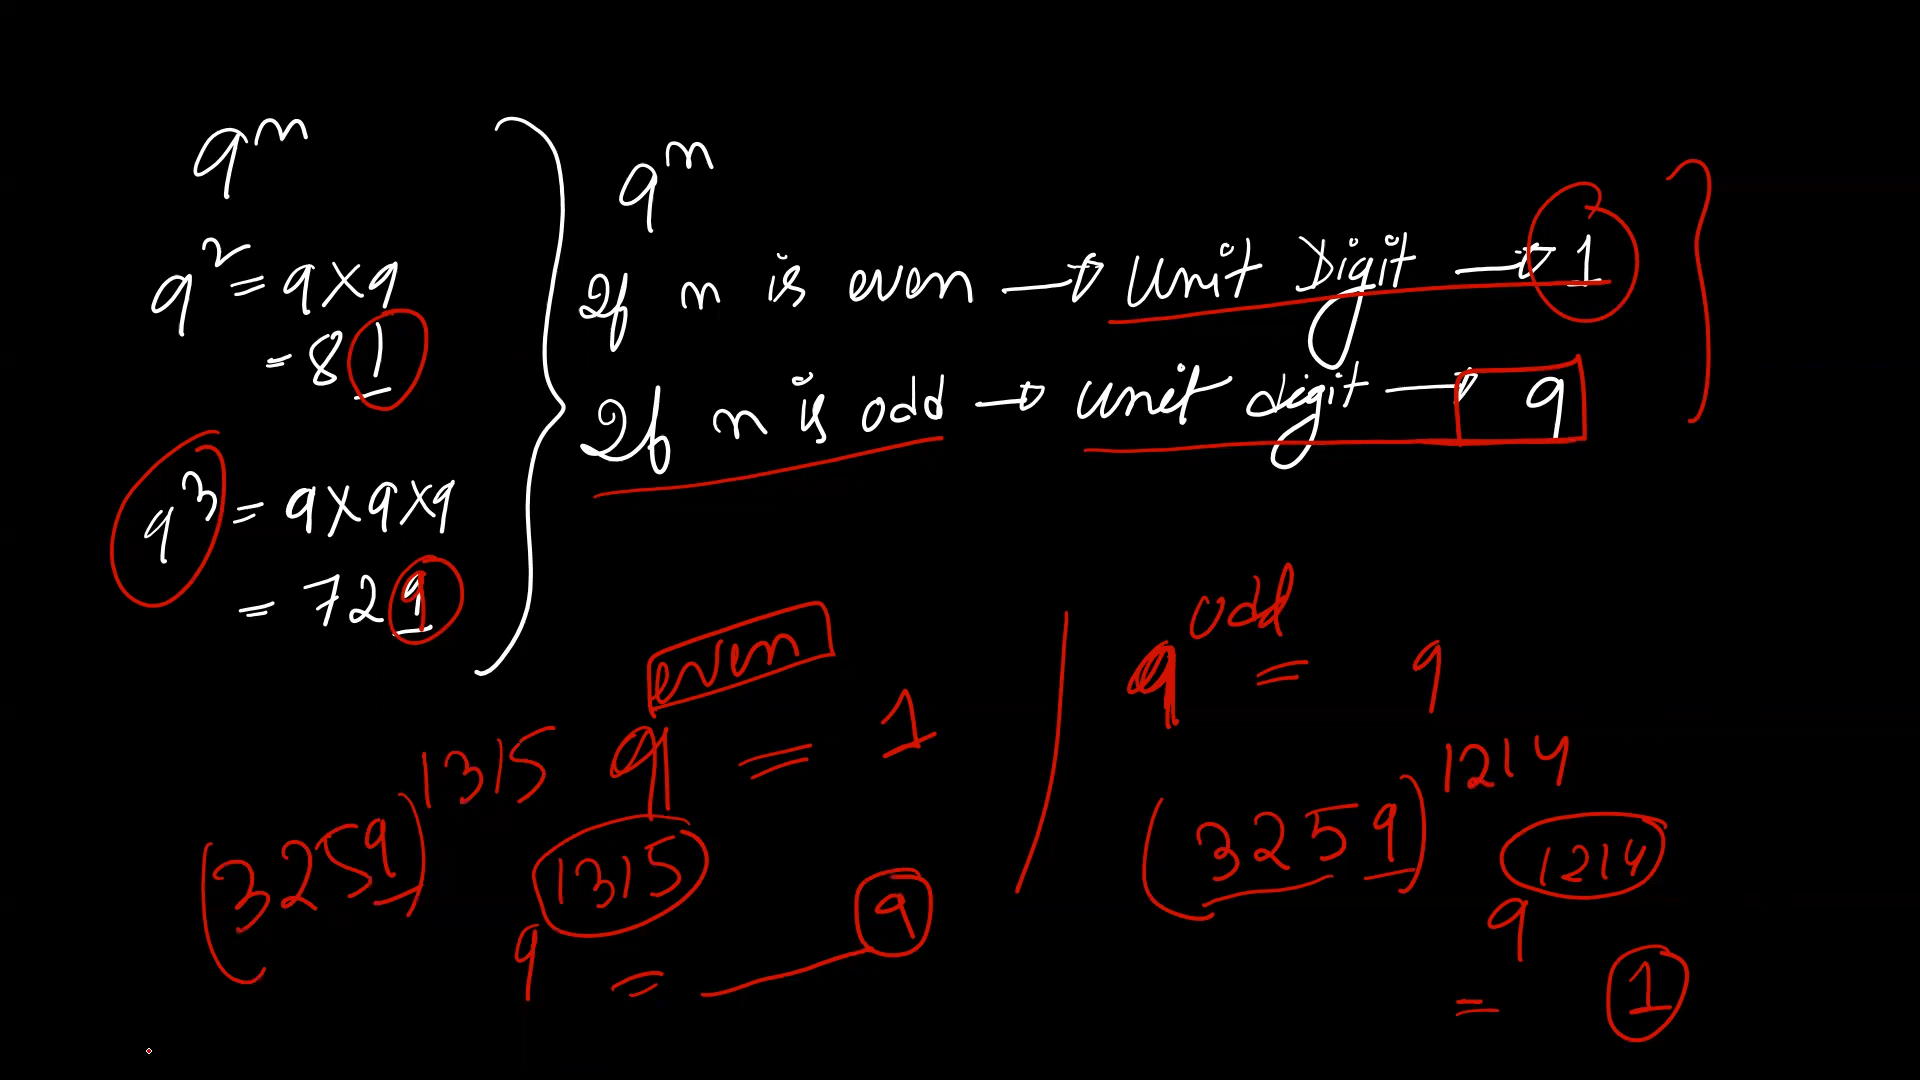 9^n
9^2 = 9×9
= 81
9^3 = 9×9×9
= 729
9^n
If n is even → Unit Digit → 1
If n is odd → unit digit → 9
9^even = 1
(3259)^1315
9^1315 = 9
9^odd = 9
(3259)^1214
9^1214
= 1